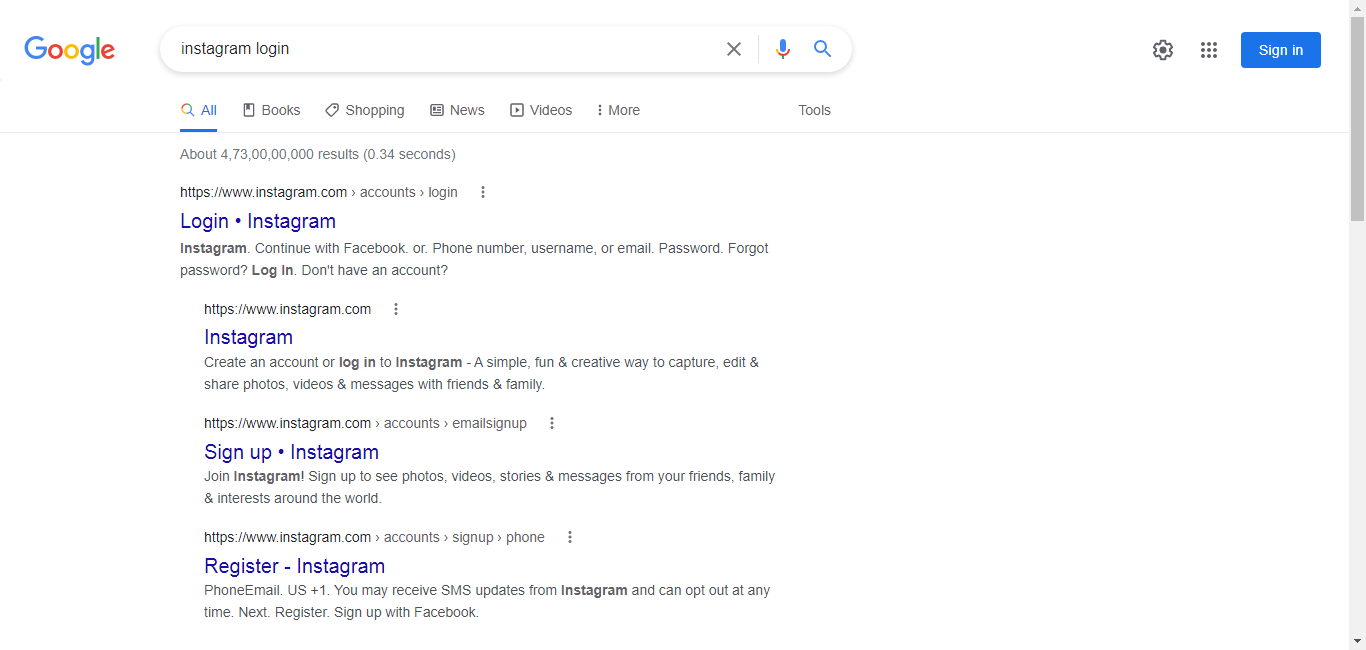 Google
instagram login
Sign in
All Books Shopping News Videos More Tools
About 4,73,00,00,000 results (0.34 seconds)
https://www.instagram.com › accounts › login
Login • Instagram
Instagram. Continue with Facebook. or. Phone number, username, or email. Password. Forgot
password? Log In. Don't have an account?
https://www.instagram.com
Instagram
Create an account or log in to Instagram - A simple, fun & creative way to capture, edit &
share photos, videos & messages with friends & family.
https://www.instagram.com › accounts › emailsignup
Sign up • Instagram
Join Instagram! Sign up to see photos, videos, stories & messages from your friends, family
& interests around the world.
https://www.instagram.com › accounts › signup › phone
Register - Instagram
PhoneEmail. US +1. You may receive SMS updates from Instagram and can opt out at any
time. Next. Register. Sign up with Facebook.